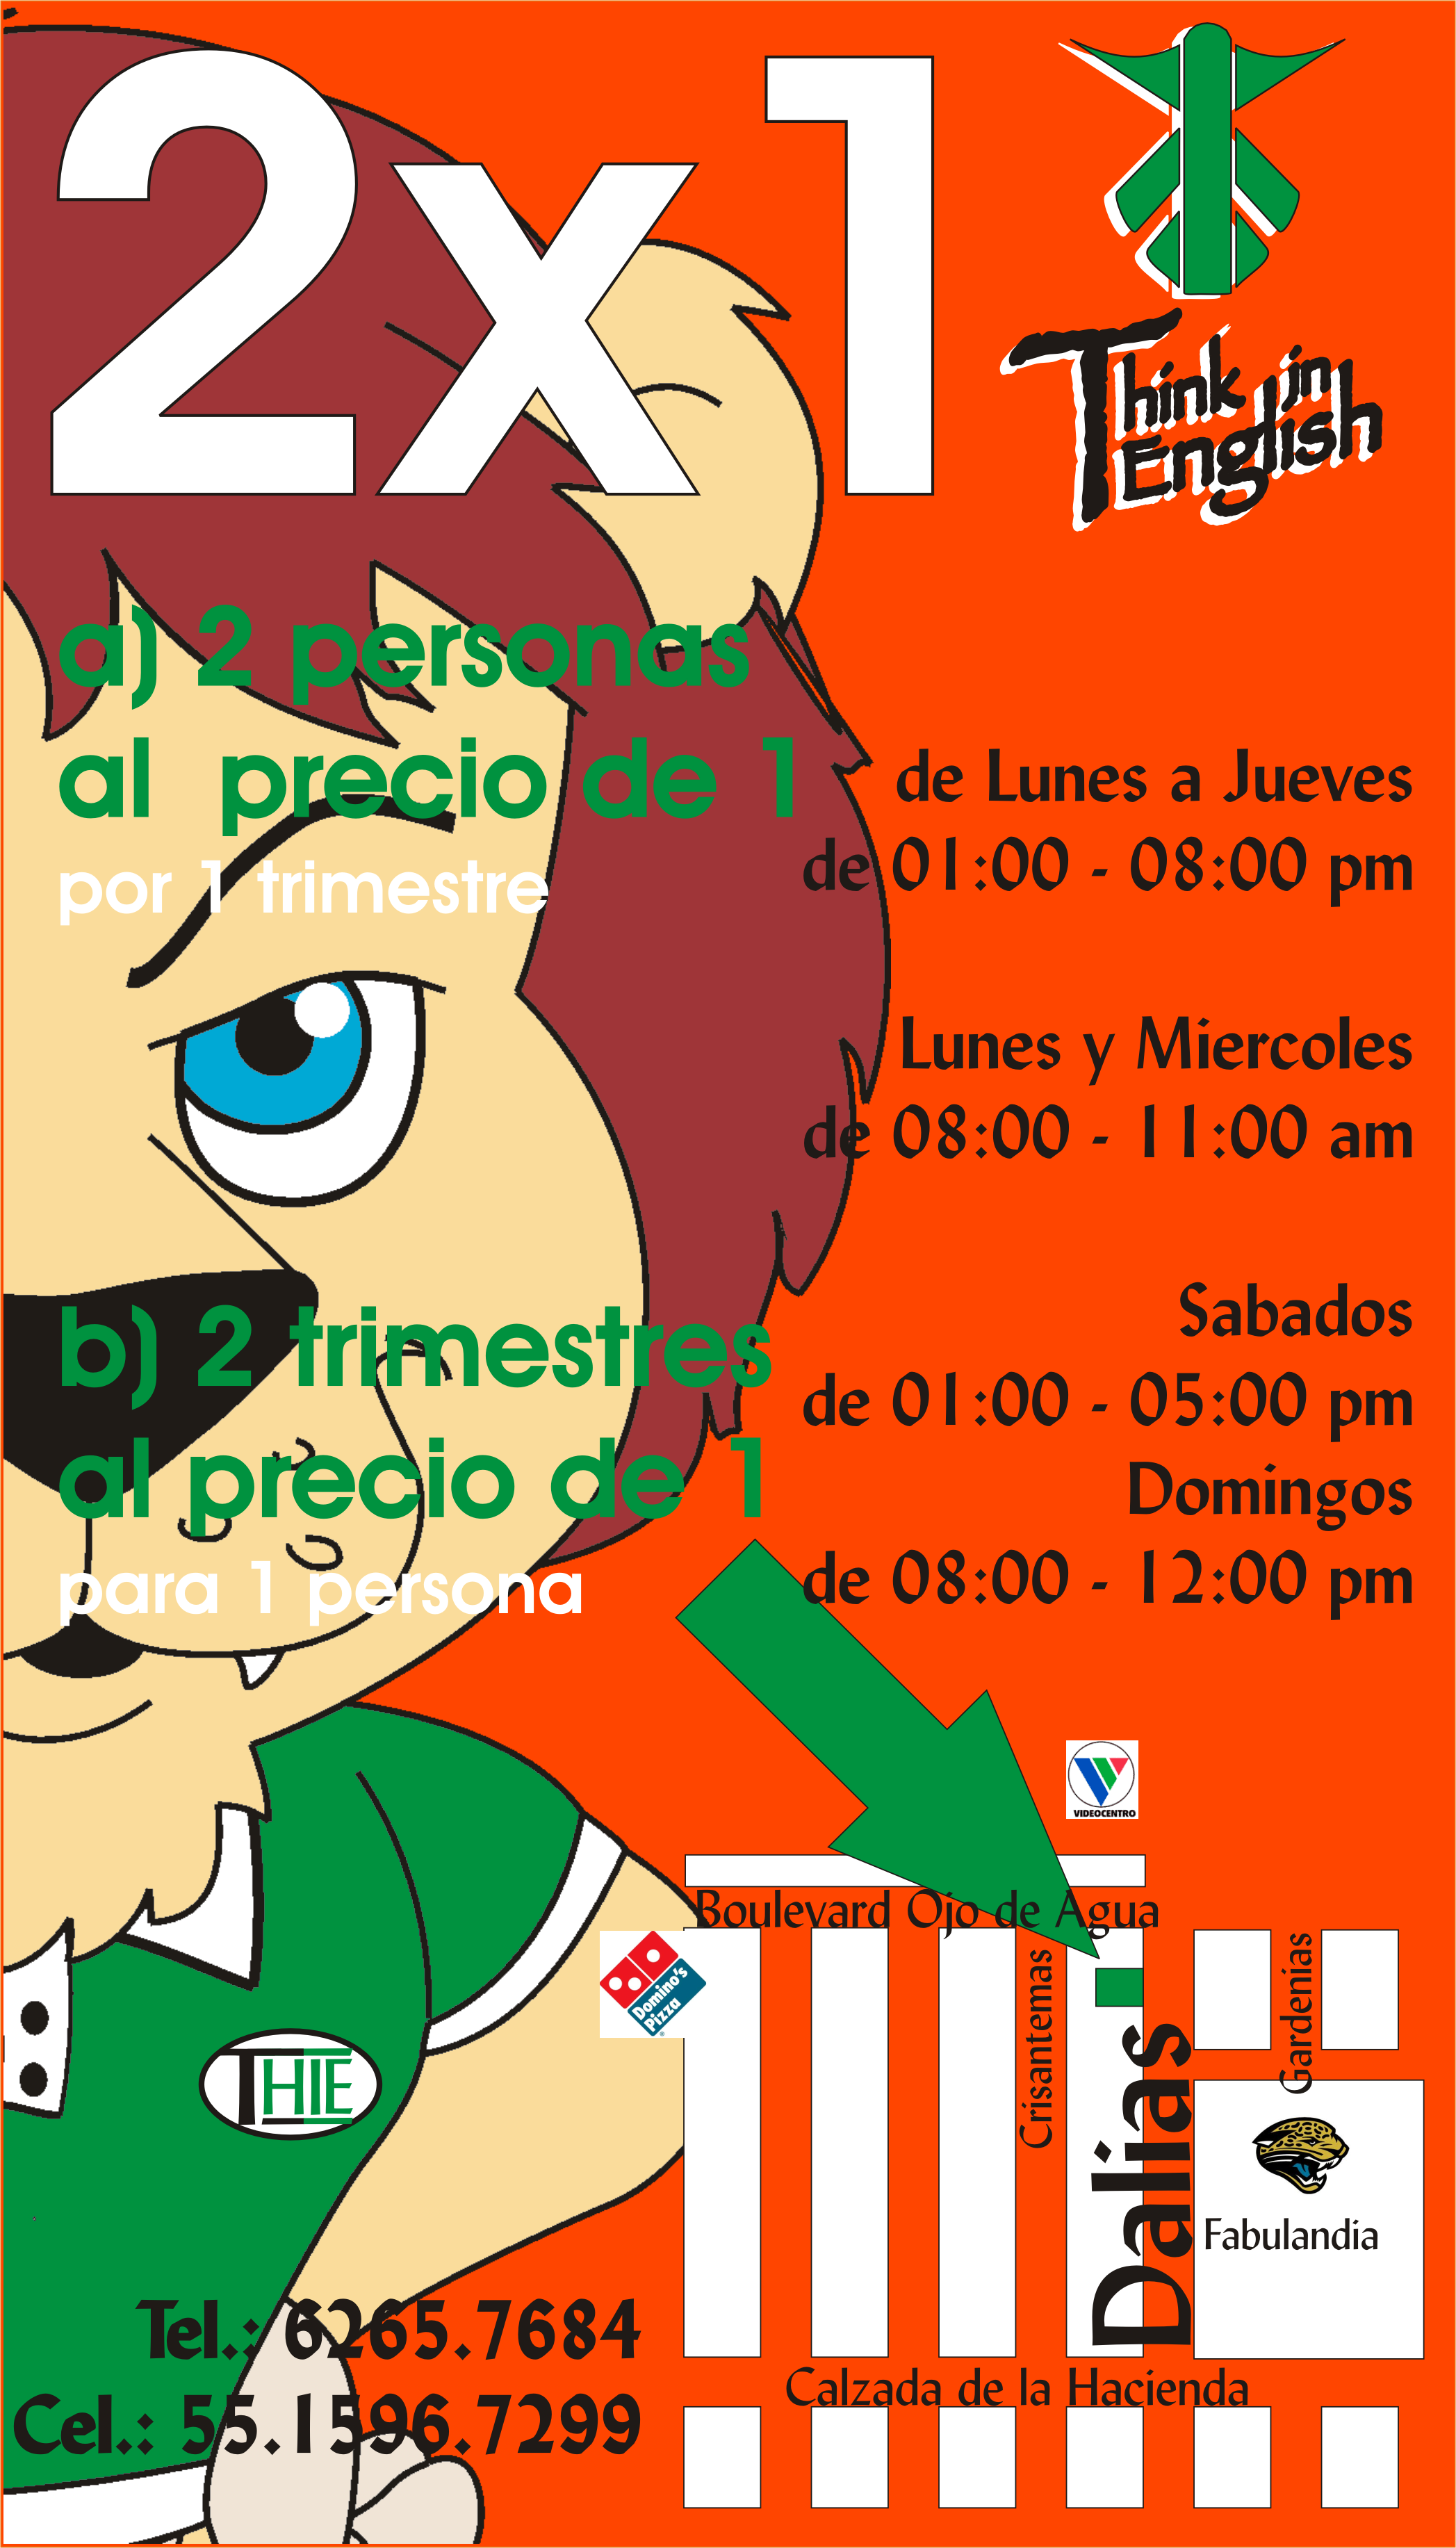 2x1
Think in
English
a) 2 personas
al precio de 1
por 1 trimestre
de Lunes a Jueves
de 01:00 - 08:00 pm
Lunes y Miercoles
de 08:00 - 11:00 am
b) 2 trimestres
al precio de 1
para 1 persona
Sabados
de 01:00 - 05:00 pm
Domingos
de 08:00 - 12:00 pm
VIDEOCENTRO
Boulevard Ojo de Agua
Domino's
Pizza
Crisantemas
Dalias
Gardenias
Fabulandia
THIE
Calzada de la Hacienda
Tel.: 6265.7684
Cel.: 55.1596.7299